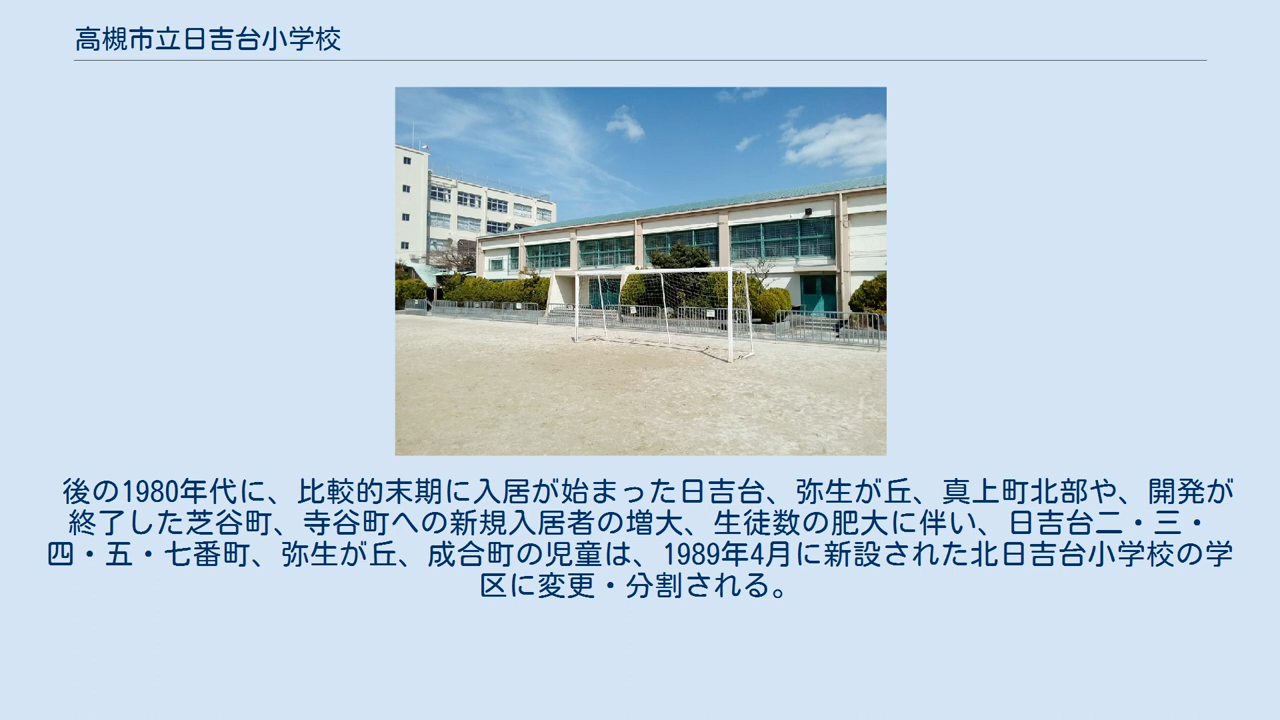 高槻市立日吉台小学校
後の1980年代に、比較的末期に入居が始まった日吉台、弥生が丘、真上町北部や、開発が
終了した芝谷町、寺谷町への新規入居者の増大、生徒数の肥大に伴い、日吉台二・三・
四・五・七番町、弥生が丘、成合町の児童は、1989年4月に新設された北日吉台小学校の学
区に変更・分割される。